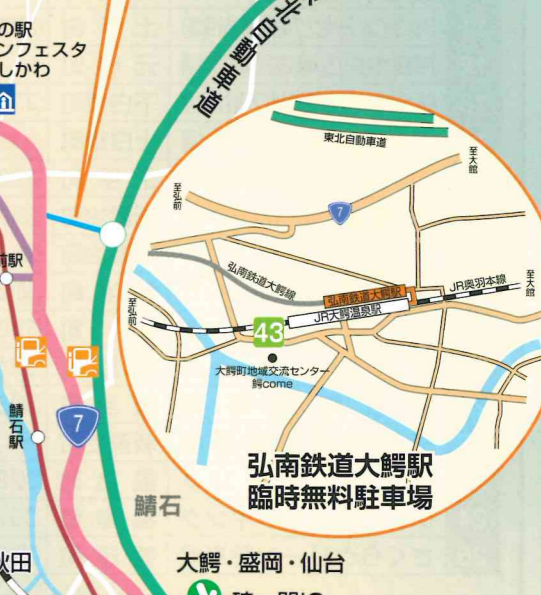 の駅
ンフェスタ
しかわ
北自動車道
東北自動車道
至大館
至弘前
7
弘南鉄道大鰐線
弘南鉄道大鰐駅
JR奥羽本線
至大館
至弘前
JR大鰐温泉駅
43
大鰐町地域交流センター
鰐come
前駅
7
鯖石駅
弘南鉄道大鰐駅
臨時無料駐車場
鯖石
秋田
大鰐・盛岡・仙台